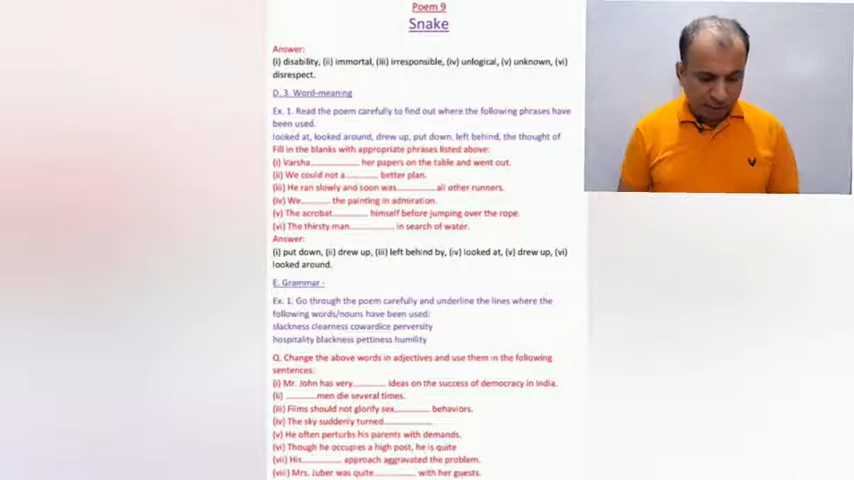 Poem 9
Snake
Answer:
(i) disability, (ii) immortal, (iii) irresponsible, (iv) unlogical, (v) unknown, (vi)
disrespect.
D. 3. Word-meaning
Ex. 1. Read the poem carefully to find out where the following phrases have
been used.
looked at, looked around, drew up, put down, left behind, the thought of
Fill in the blanks with appropriate phrases listed above:
(i) Varsha.............. her papers on the table and went out.
(ii) We could not a............ better plan.
(iii) He ran slowly and soon was.............all other runners.
(iv) We.......... the painting in admiration.
(v) The acrobat............. himself before jumping over the rope.
(vi) The thirsty man............... in search of water.
Answer:
(i) put down, (ii) drew up, (iii) left behind by, (iv) looked at, (v) drew up, (vi)
looked around.
E. Grammar -
Ex. 1. Go through the poem carefully and underline the lines where the
following words/nouns have been used:
slackness clearness cowardice perversity
hospitality blackness pettiness humility
Q. Change the above words in adjectives and use them in the following
sentences:
(i) Mr. John has very............ ideas on the success of democracy in India.
(ii) ...........men die several times.
(iii) Films should not glorify sex............. behaviors.
(iv) The sky suddenly turned.................
(v) He often perturbs his parents with demands.
(vi) Though he occupies a high post, he is quite
(vii) His.............. approach aggravated the problem.
(viii) Mrs. Juber was quite............... with her guests.